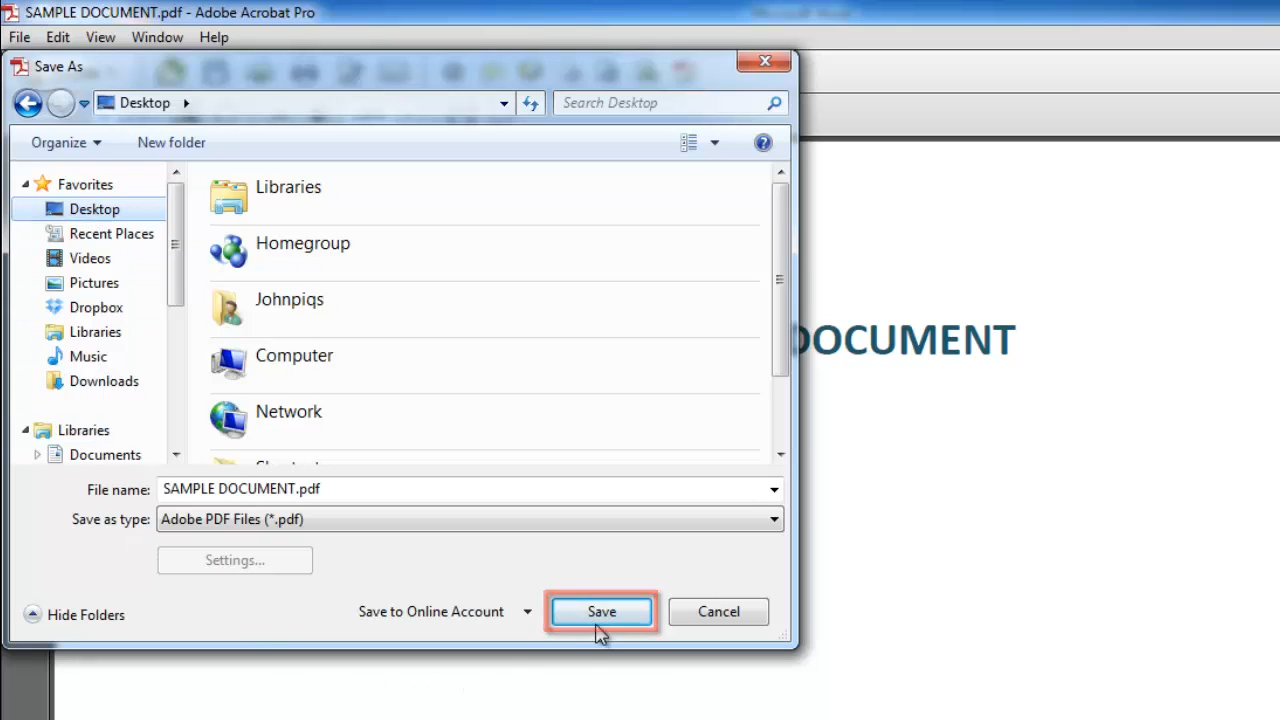 SAMPLE DOCUMENT.pdf - Adobe Acrobat Pro
File Edit View Window Help
Save As
Desktop
Search Desktop
Organize New folder
Favorites
Desktop
Recent Places
Videos
Pictures
Dropbox
Libraries
Music
Downloads
Libraries
Documents
Libraries
Homegroup
Johnpiqs
Computer
Network
DOCUMENT
File name: SAMPLE DOCUMENT.pdf
Save as type: Adobe PDF Files (*.pdf)
Settings...
Hide Folders
Save to Online Account
Save
Cancel